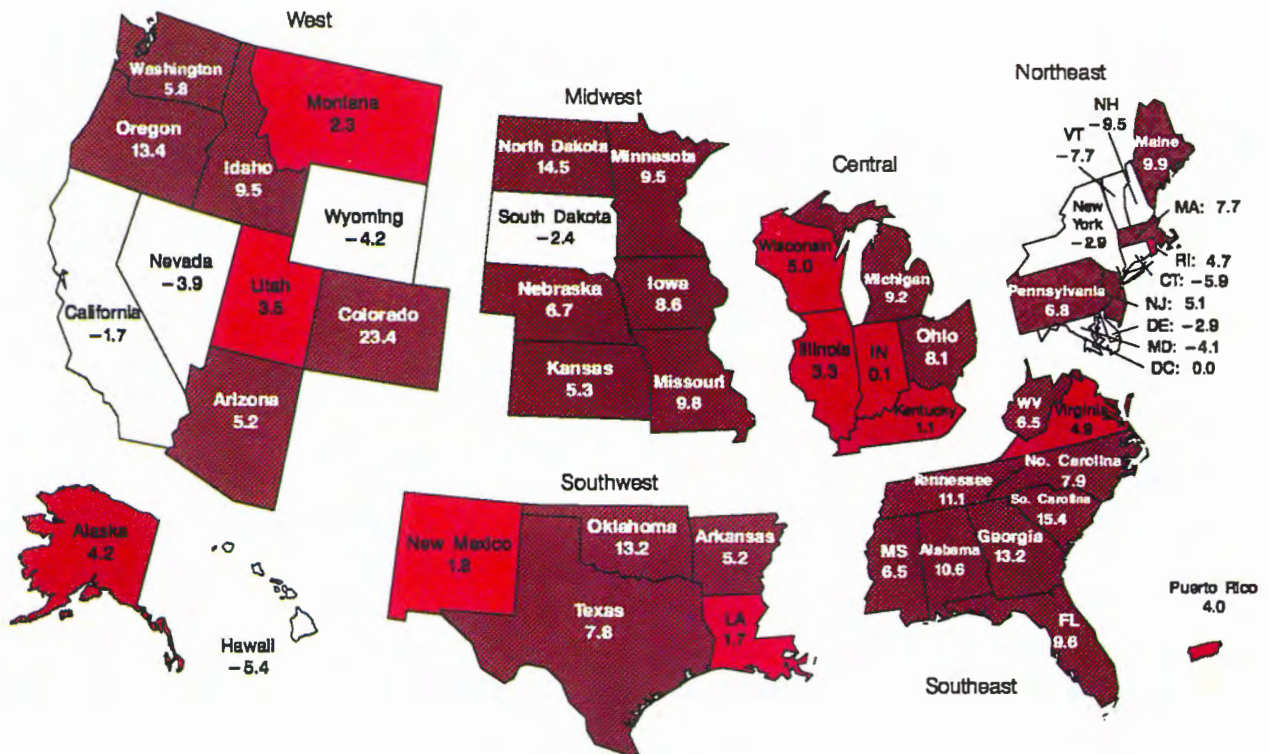 West
Washington
5.8
Montana
2.3
Oregon
13.4
Idaho
9.5
Wyoming
-4.2
Nevada
-3.9
Utah
3.5
California
-1.7
Colorado
23.4
Arizona
5.2
Alaska
4.2
Hawaii
-5.4
Midwest
North Dakota
14.5
Minnesota
9.5
South Dakota
-2.4
Nebraska
6.7
Iowa
8.6
Kansas
5.3
Missouri
9.8
Central
Wisconsin
5.0
Michigan
9.2
Illinois
3.3
IN
0.1
Ohio
8.1
Kentucky
1.1
Northeast
NH
-9.5
VT
-7.7
Maine
9.9
New
York
-2.9
MA: 7.7
RI: 4.7
CT: -5.9
Pennsylvania
6.8
NJ: 5.1
DE: -2.9
MD: -4.1
DC: 0.0
Southwest
New Mexico
1.8
Oklahoma
13.2
Arkansas
5.2
Texas
7.8
LA
1.7
WV
6.5
Virginia
4.9
No. Carolina
7.9
Tennessee
11.1
So. Carolina
15.4
MS
6.5
Alabama
10.6
Georgia
13.2
FL
9.6
Southeast
Puerto Rico
4.0